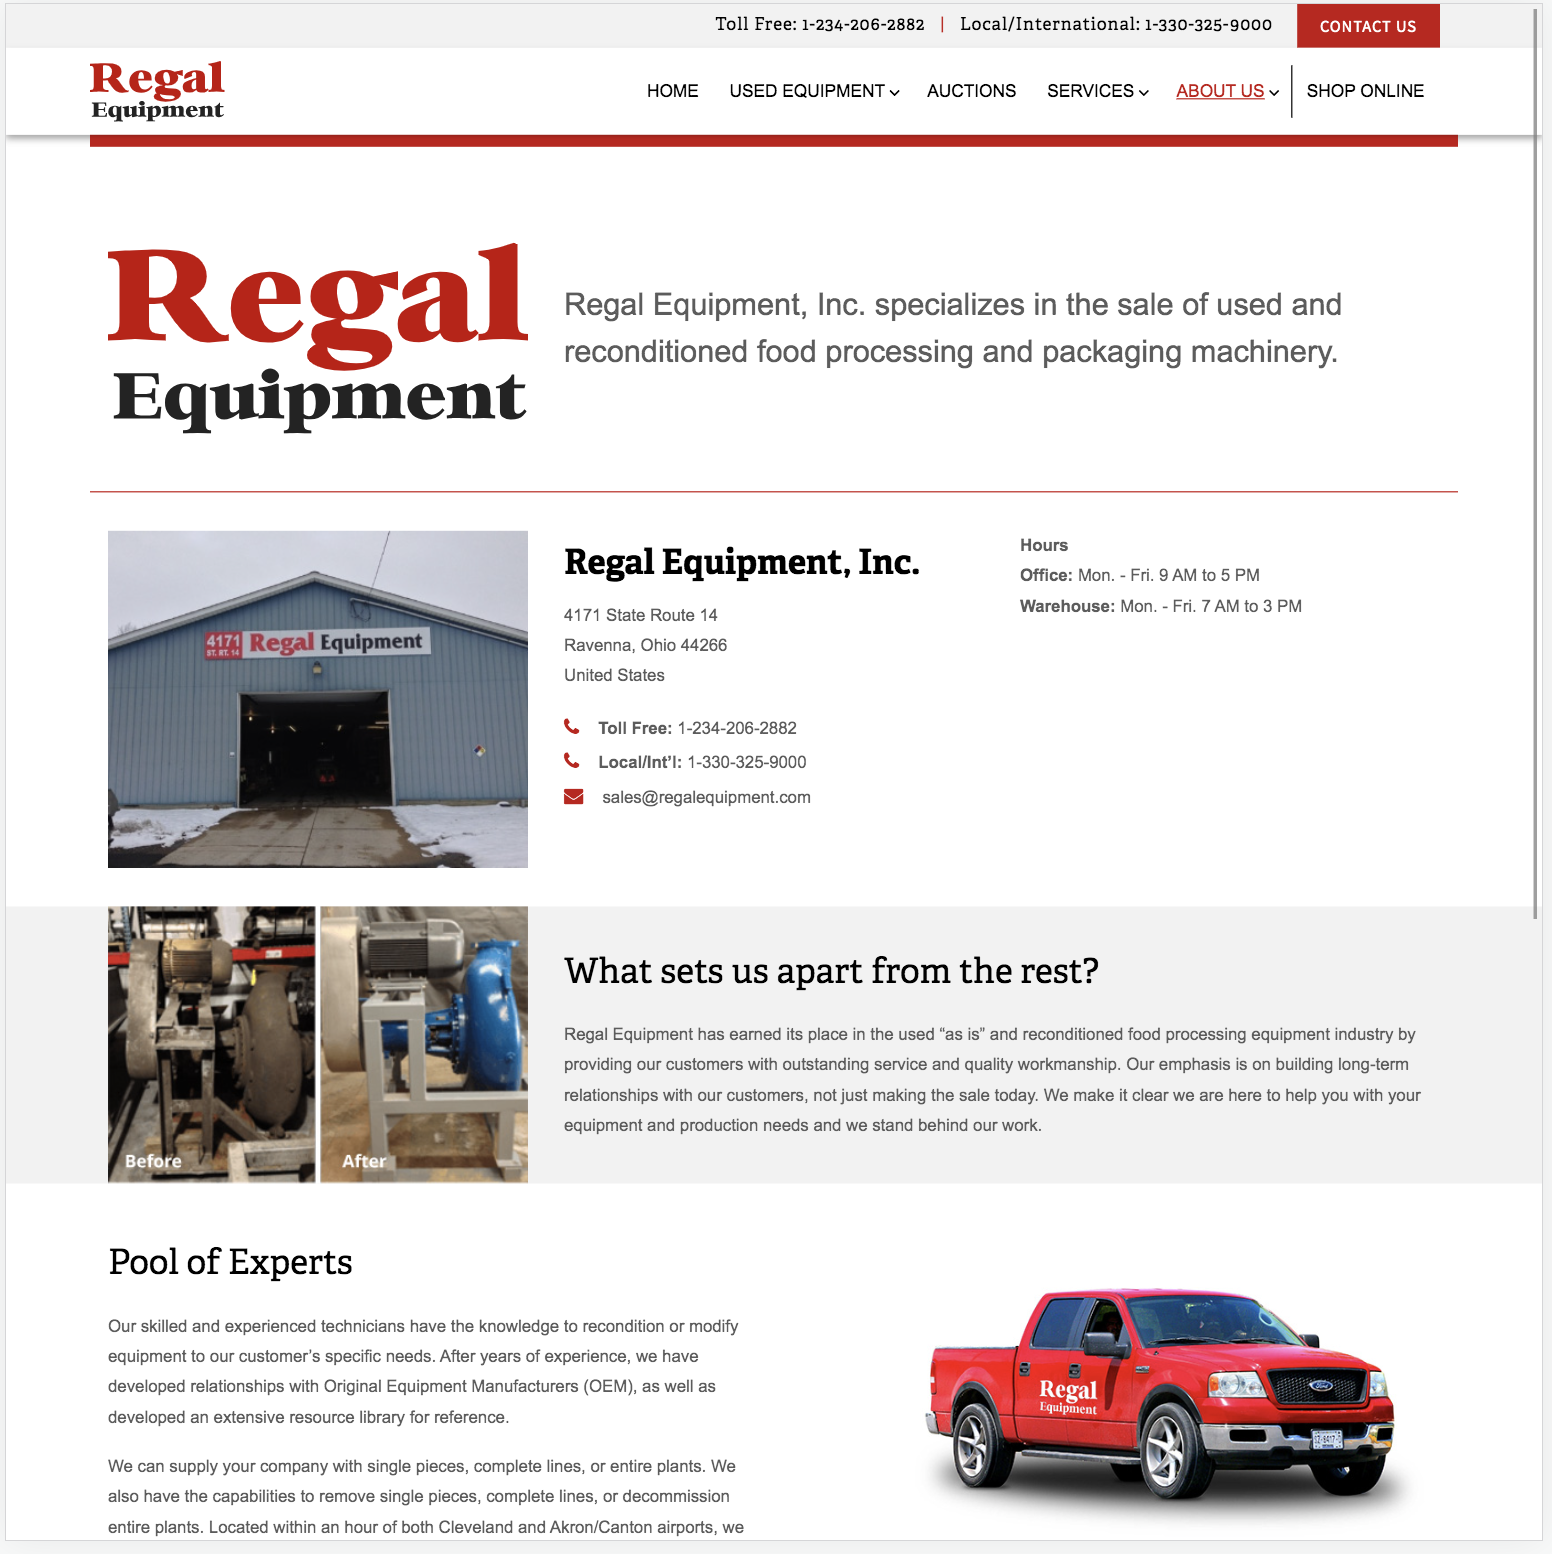 Toll Free: 1-234-206-2882 | Local/International: 1-330-325-9000 CONTACT US
Regal
Equipment
HOME USED EQUIPMENT AUCTIONS SERVICES ABOUT US SHOP ONLINE
Regal
Equipment
Regal Equipment, Inc. specializes in the sale of used and
reconditioned food processing and packaging machinery.
4171
ST. RT. 14
Regal Equipment
Regal Equipment, Inc.
4171 State Route 14
Ravenna, Ohio 44266
United States
Toll Free: 1-234-206-2882
Local/Int'l: 1-330-325-9000
sales@regalequipment.com
Hours
Office: Mon. - Fri. 9 AM to 5 PM
Warehouse: Mon. - Fri. 7 AM to 3 PM
Before
After
What sets us apart from the rest?
Regal Equipment has earned its place in the used “as is” and reconditioned food processing equipment industry by
providing our customers with outstanding service and quality workmanship. Our emphasis is on building long-term
relationships with our customers, not just making the sale today. We make it clear we are here to help you with your
equipment and production needs and we stand behind our work.
Pool of Experts
Our skilled and experienced technicians have the knowledge to recondition or modify
equipment to our customer’s specific needs. After years of experience, we have
developed relationships with Original Equipment Manufacturers (OEM), as well as
developed an extensive resource library for reference.
We can supply your company with single pieces, complete lines, or entire plants. We
also have the capabilities to remove single pieces, complete lines, or decommission
entire plants. Located within an hour of both Cleveland and Akron/Canton airports, we
Regal
Equipment
Ford